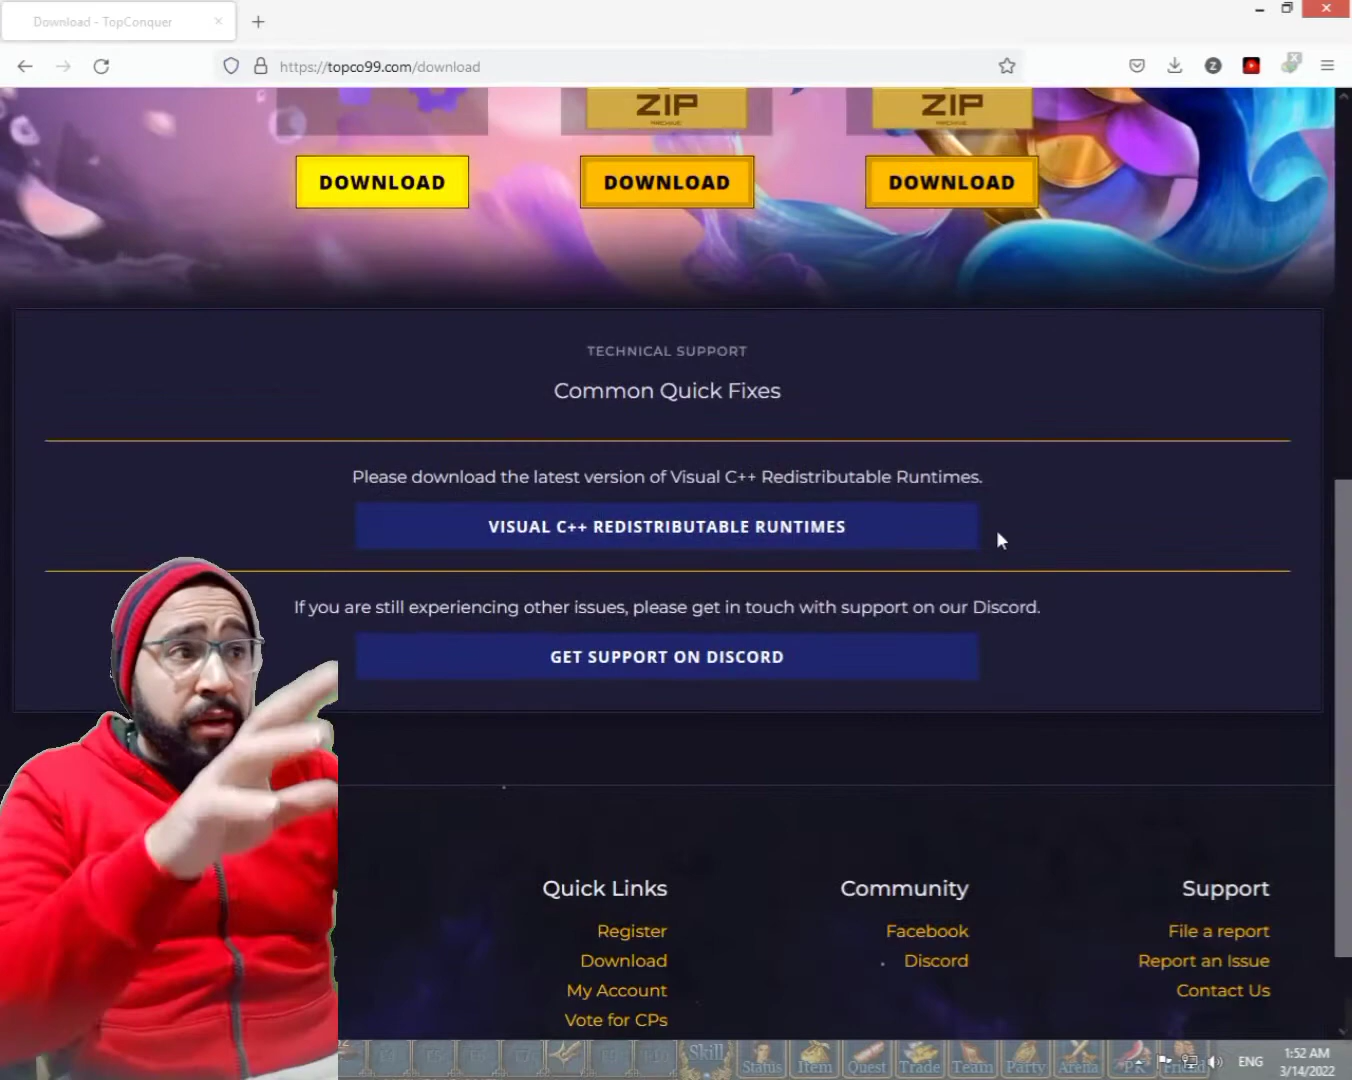 Download - TopConquer
https://topco99.com/download
ZIP
ARCHIVE
ZIP
ARCHIVE
DOWNLOAD
DOWNLOAD
DOWNLOAD
TECHNICAL SUPPORT
Common Quick Fixes
Please download the latest version of Visual C++ Redistributable Runtimes.
VISUAL C++ REDISTRIBUTABLE RUNTIMES
If you are still experiencing other issues, please get in touch with support on our Discord.
GET SUPPORT ON DISCORD
Quick Links
Register
Download
My Account
Vote for CPs
Community
Facebook
Discord
Support
File a report
Report an Issue
Contact Us
Skill
Status
Item
Quest
Trade
Team
Party
Arena
PK
ENG
1:52 AM
3/14/2022